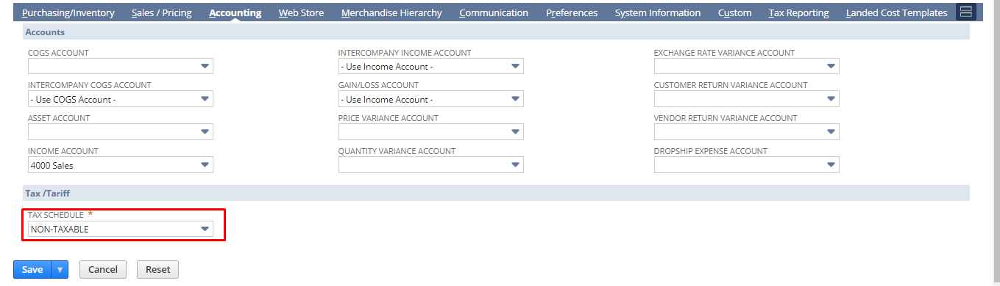 Purchasing/Inventory Sales / Pricing Accounting Web Store Merchandise Hierarchy Communication Preferences System Information Custom Tax Reporting Landed Cost Templates
Accounts
COGS ACCOUNT INTERCOMPANY INCOME ACCOUNT EXCHANGE RATE VARIANCE ACCOUNT
- Use Income Account -
INTERCOMPANY COGS ACCOUNT GAIN/LOSS ACCOUNT CUSTOMER RETURN VARIANCE ACCOUNT
- Use COGS Account - - Use Income Account -
ASSET ACCOUNT PRICE VARIANCE ACCOUNT VENDOR RETURN VARIANCE ACCOUNT
INCOME ACCOUNT QUANTITY VARIANCE ACCOUNT DROPSHIP EXPENSE ACCOUNT
4000 Sales
Tax /Tariff
TAX SCHEDULE *
NON-TAXABLE
Save Cancel Reset